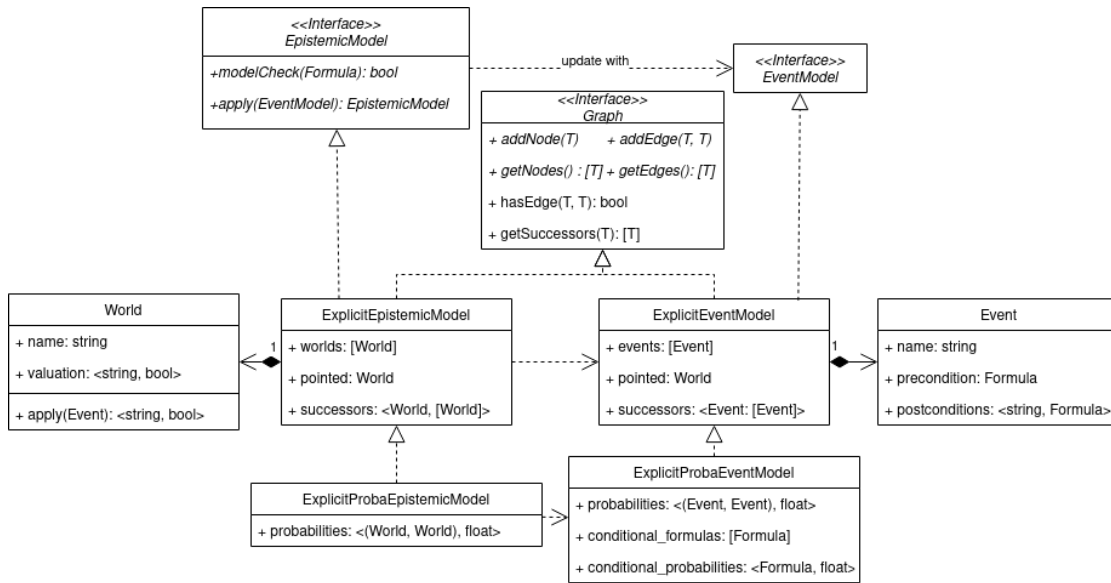 <<Interface>>
EpistemicModel
+modelCheck(Formula): bool
+apply(EventModel): EpistemicModel
update with
<<Interface>>
EventModel
<<Interface>>
Graph
+ addNode(T) + addEdge(T, T)
+ getNodes() : [T] + getEdges(): [T]
+ hasEdge(T, T): bool
+ getSuccessors(T): [T]
World
+ name: string
+ valuation: <string, bool>
+ apply(Event): <string, bool>
1
ExplicitEpistemicModel
+ worlds: [World]
+ pointed: World
+ successors: <World, [World]>
ExplicitEventModel
+ events: [Event]
+ pointed: World
+ successors: <Event: [Event]>
1
Event
+ name: string
+ precondition: Formula
+ postconditions: <string, Formula>
ExplicitProbaEpistemicModel
+ probabilities: <(World, World), float>
ExplicitProbaEventModel
+ probabilities: <(Event, Event), float>
+ conditional_formulas: [Formula]
+ conditional_probabilities: <Formula, float>